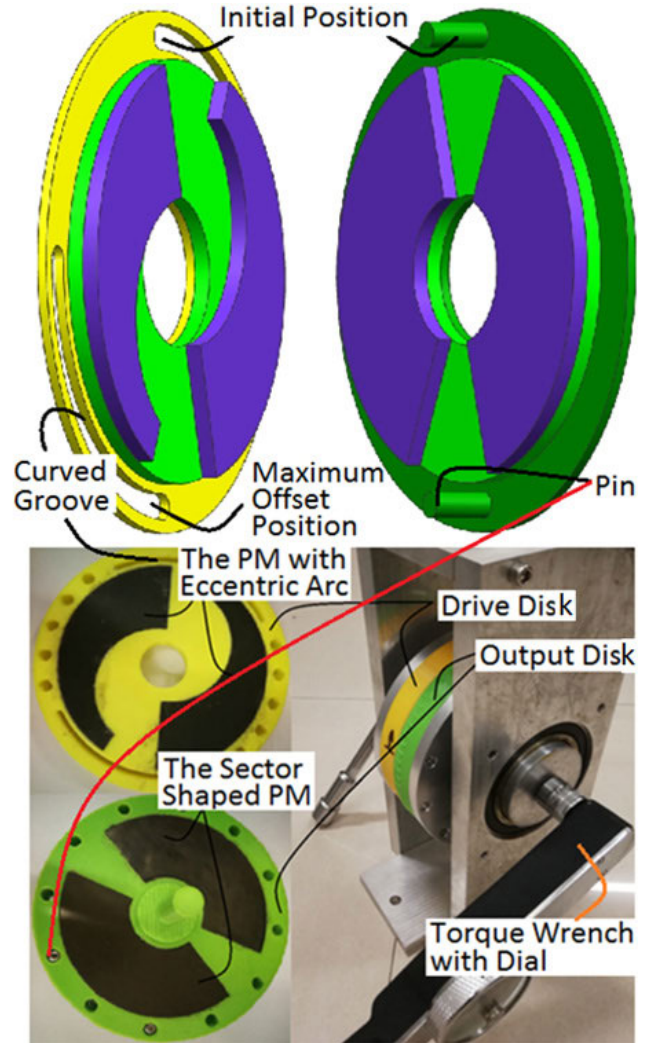 Initial Position
Curved
Groove
Maximum
Offset
Position
Pin
The PM with
Eccentric Arc
Drive Disk
Output Disk
The Sector
Shaped PM
Torque Wrench
with Dial